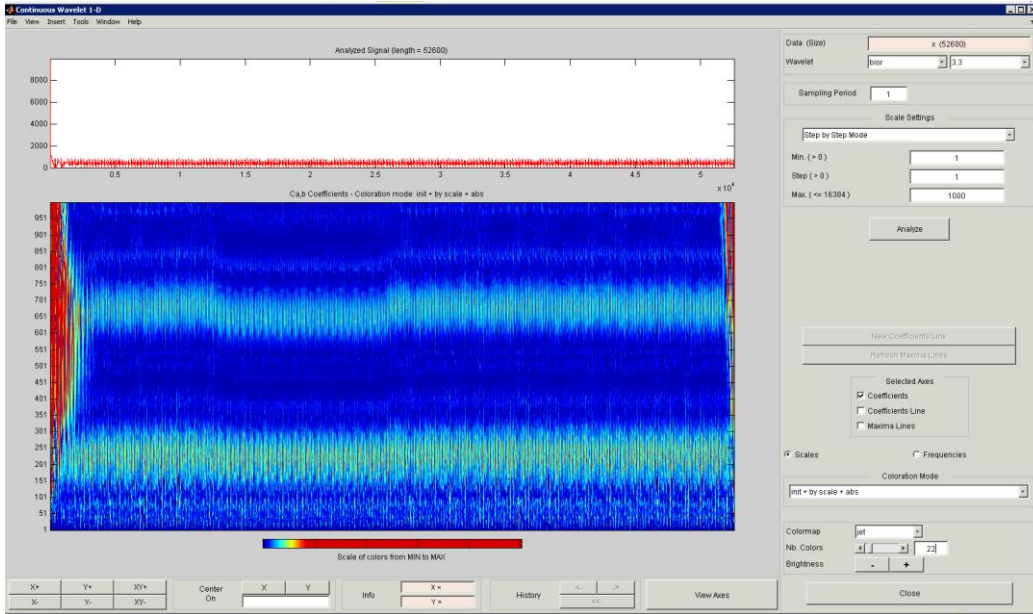 Continuous Wavelet 1-D
File View Insert Tools Window Help
Analyzed Signal (length = 52600)
8000
6000
4000
2000
0
0.5 1 1.5 2 2.5 3 3.5 4 4.5 5
x 10
Ca,b Coefficients - Coloration mode: init + by scale + abs
951
901
851
801
751
701
651
601
551
501
451
401
351
301
251
201
151
101
51
1
Scale of colors from MIN to MAX
Data (Size) x (52600)
Wavelet bior 3.3
Sampling Period 1
Scale Settings
Step by Step Mode
Min. ( > 0 ) 1
Step ( > 0 ) 1
Max. ( <= 16384 ) 1000
Analyze
New Coefficients Line
Refresh Maxima Lines
Selected Axes
Coefficients
Coefficients Line
Maxima Lines
Scales Frequencies
Coloration Mode
init + by scale + abs
Colormap jet
Nb. Colors 22
Brightness - +
X+ Y+ XY+
X- Y- XY-
Center On X Y
Info X =
Y =
History <- ->
<<-
View Axes
Close